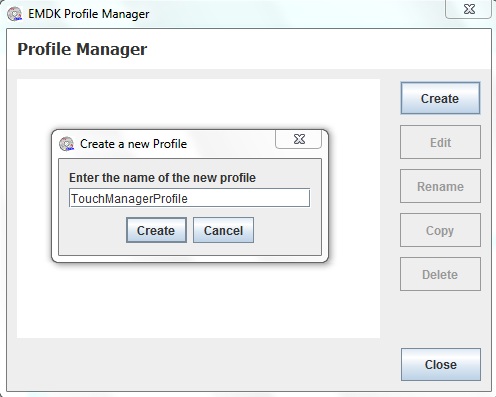 EMDK Profile Manager
Profile Manager
Create
Create a new Profile
Edit
Enter the name of the new profile
TouchManagerProfile
Rename
Create
Cancel
Copy
Delete
Close